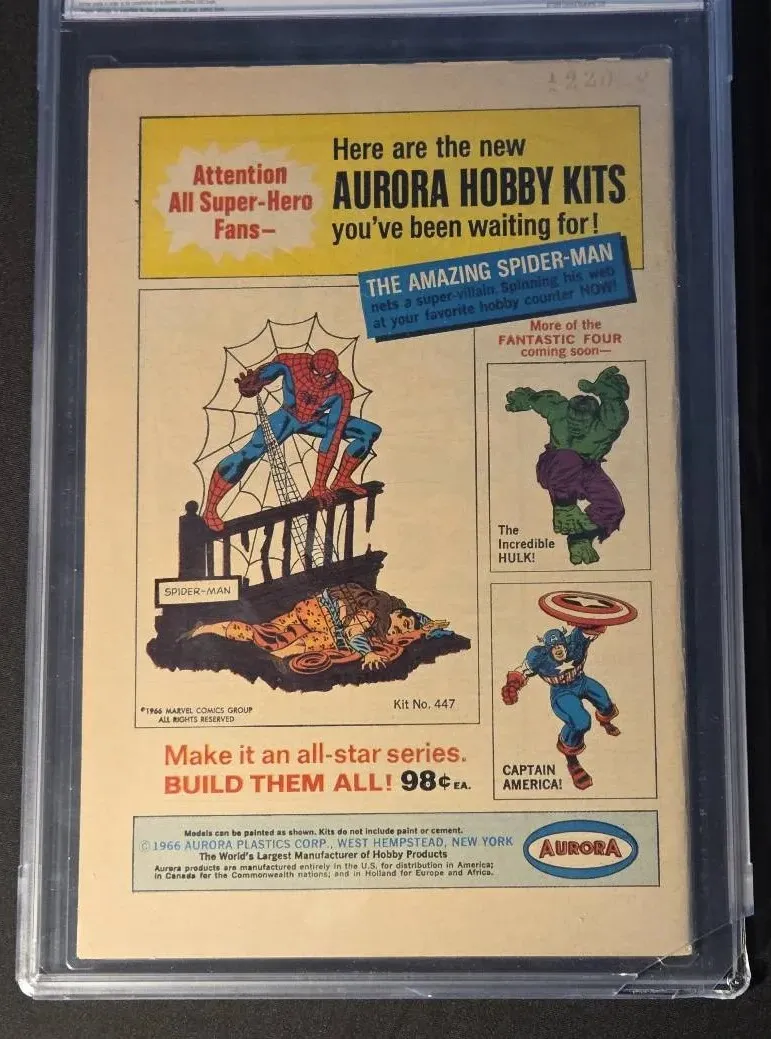 Attention
All Super-Hero
Fans—
Here are the new
AURORA HOBBY KITS
you've been waiting for!
THE AMAZING SPIDER-MAN
nets a super-villain. Spinning his web
at your favorite hobby counter NOW!
More of the
FANTASTIC FOUR
coming soon—
The
Incredible
HULK!
SPIDER-MAN
©1966 MARVEL COMICS GROUP
ALL RIGHTS RESERVED
Kit No. 447
CAPTAIN
AMERICA!
Make it an all-star series.
BUILD THEM ALL! 98¢ EA.
Models can be painted as shown. Kits do not include paint or cement.
© 1966 AURORA PLASTICS CORP., WEST HEMPSTEAD, NEW YORK
The World's Largest Manufacturer of Hobby Products
Aurora products are manufactured entirely in the U.S. for distribution in America;
in Canada for the Commonwealth nations; and in Holland for Europe and Africa.
AURORA